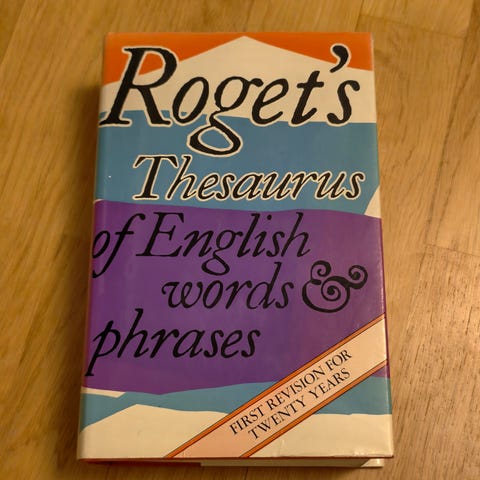 Roget's
Thesaurus
of English
words &
phrases
FIRST REVISION FOR
TWENTY YEARS